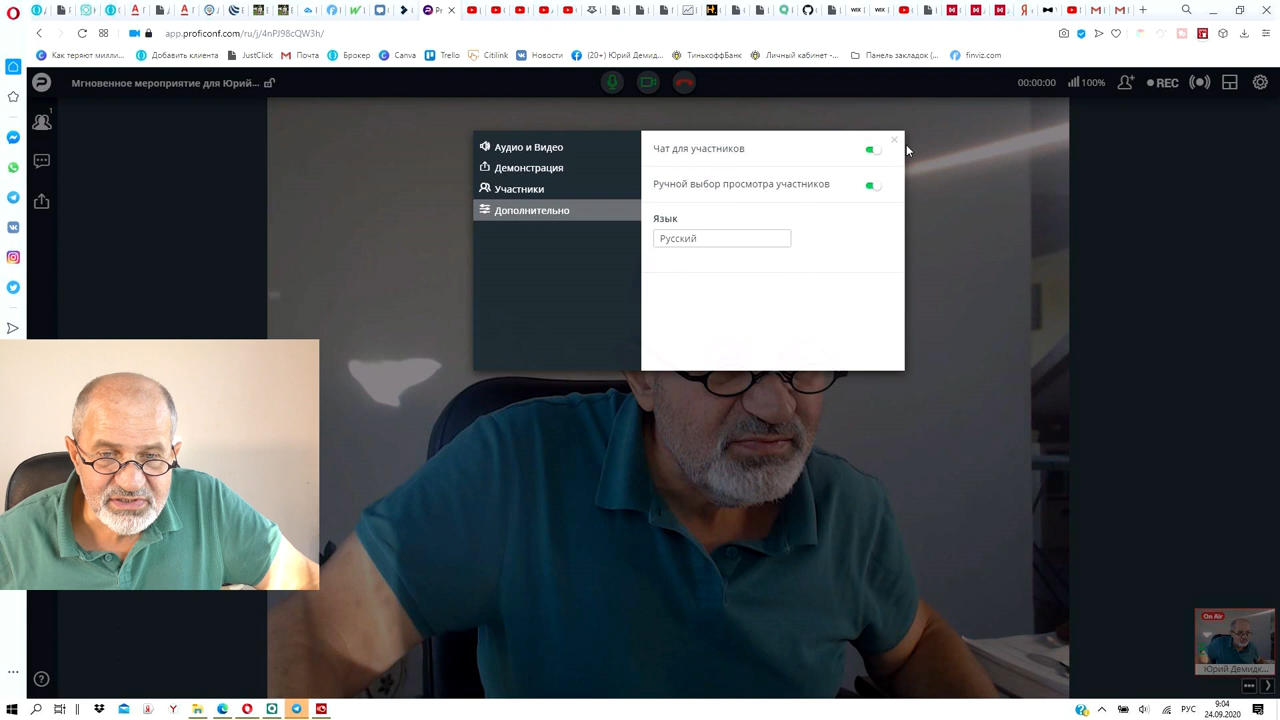 app.proficonf.com/ru/j/4nPJ98cQW3h/
Как теряют милли...
Добавить клиента
JustClick
Почта
Брокер
Canva
Trello
Citilink
Новости
(20+) Юрий Демид...
ТинькоффБанк
Личный кабинет -...
Панель закладок (...
finviz.com
Мгновенное мероприятие для Юрий...
00:00:00
100%
REC
1
Аудио и Видео
Демонстрация
Участники
Дополнительно
Чат для участников
Ручной выбор просмотра участников
Язык
Русский
On Air
Юрий Демидк...
РУС
9:04
24.09.2020